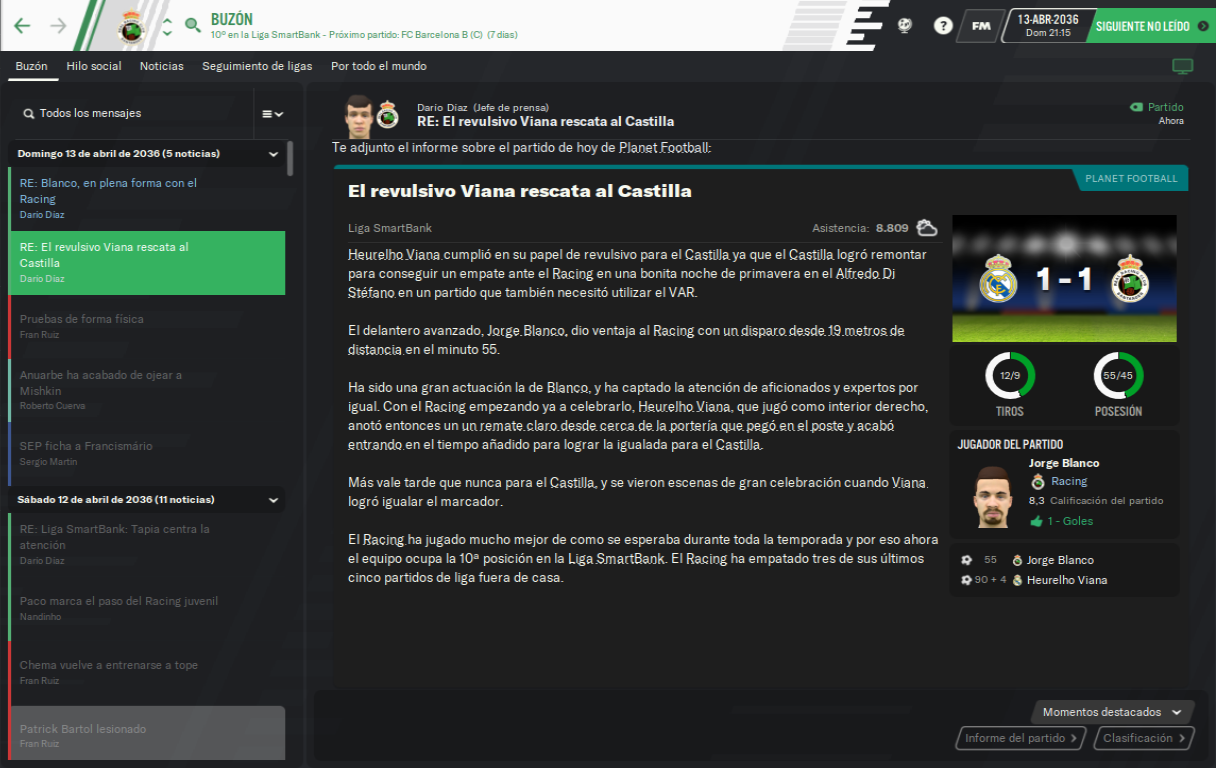 BUZÓN
10º en la Liga SmartBank - Próximo partido: FC Barcelona B (C) (7 días)
?
FM
13-ABR-2036
Dom 21:15
SIGUIENTE NO LEÍDO
Buzón
Hilo social
Noticias
Seguimiento de ligas
Por todo el mundo
Todos los mensajes
Domingo 13 de abril de 2036 (5 noticias)
RE: Blanco, en plena forma con el
Racing
Darío Díaz
RE: El revulsivo Viana rescata al
Castilla
Darío Díaz
Pruebas de forma física
Fran Ruiz
Anuarbe ha acabado de ojear a
Mishkin
Roberto Cuerva
SEP ficha a Francismário
Sergio Martín
Sábado 12 de abril de 2036 (11 noticias)
RE: Liga SmartBank: Tapia centra la
atención
Darío Díaz
Paco marca el paso del Racing juvenil
Nandinho
Chema vuelve a entrenarse a tope
Fran Ruiz
Patrick Bartol lesionado
Fran Ruiz
Darío Díaz (Jefe de prensa)
RE: El revulsivo Viana rescata al Castilla
Partido
Ahora
Te adjunto el informe sobre el partido de hoy de Planet Football:
PLANET FOOTBALL
El revulsivo Viana rescata al Castilla
Liga SmartBank
Asistencia: 8.809
Heurelho Viana cumplió en su papel de revulsivo para el Castilla ya que el Castilla logró remontar
para conseguir un empate ante el Racing en una bonita noche de primavera en el Alfredo Di
Stéfano en un partido que también necesitó utilizar el VAR.
El delantero avanzado, Jorge Blanco, dio ventaja al Racing con un disparo desde 19 metros de
distancia en el minuto 55.
Ha sido una gran actuación la de Blanco, y ha captado la atención de aficionados y expertos por
igual. Con el Racing empezando ya a celebrarlo, Heurelho Viana, que jugó como interior derecho,
anotó entonces un un remate claro desde cerca de la portería que pegó en el poste y acabó
entrando en el tiempo añadido para lograr la igualada para el Castilla.
Más vale tarde que nunca para el Castilla, y se vieron escenas de gran celebración cuando Viana
logró igualar el marcador.
El Racing ha jugado mucho mejor de como se esperaba durante toda la temporada y por eso ahora
el equipo ocupa la 10ª posición en la Liga SmartBank. El Racing ha empatado tres de sus últimos
cinco partidos de liga fuera de casa.
1 - 1
12/9
TIROS
55/45
POSESIÓN
JUGADOR DEL PARTIDO
Jorge Blanco
Racing
8,3 Calificación del partido
1 - Goles
55 Jorge Blanco
90 + 4 Heurelho Viana
Momentos destacados
Informe del partido
Clasificación